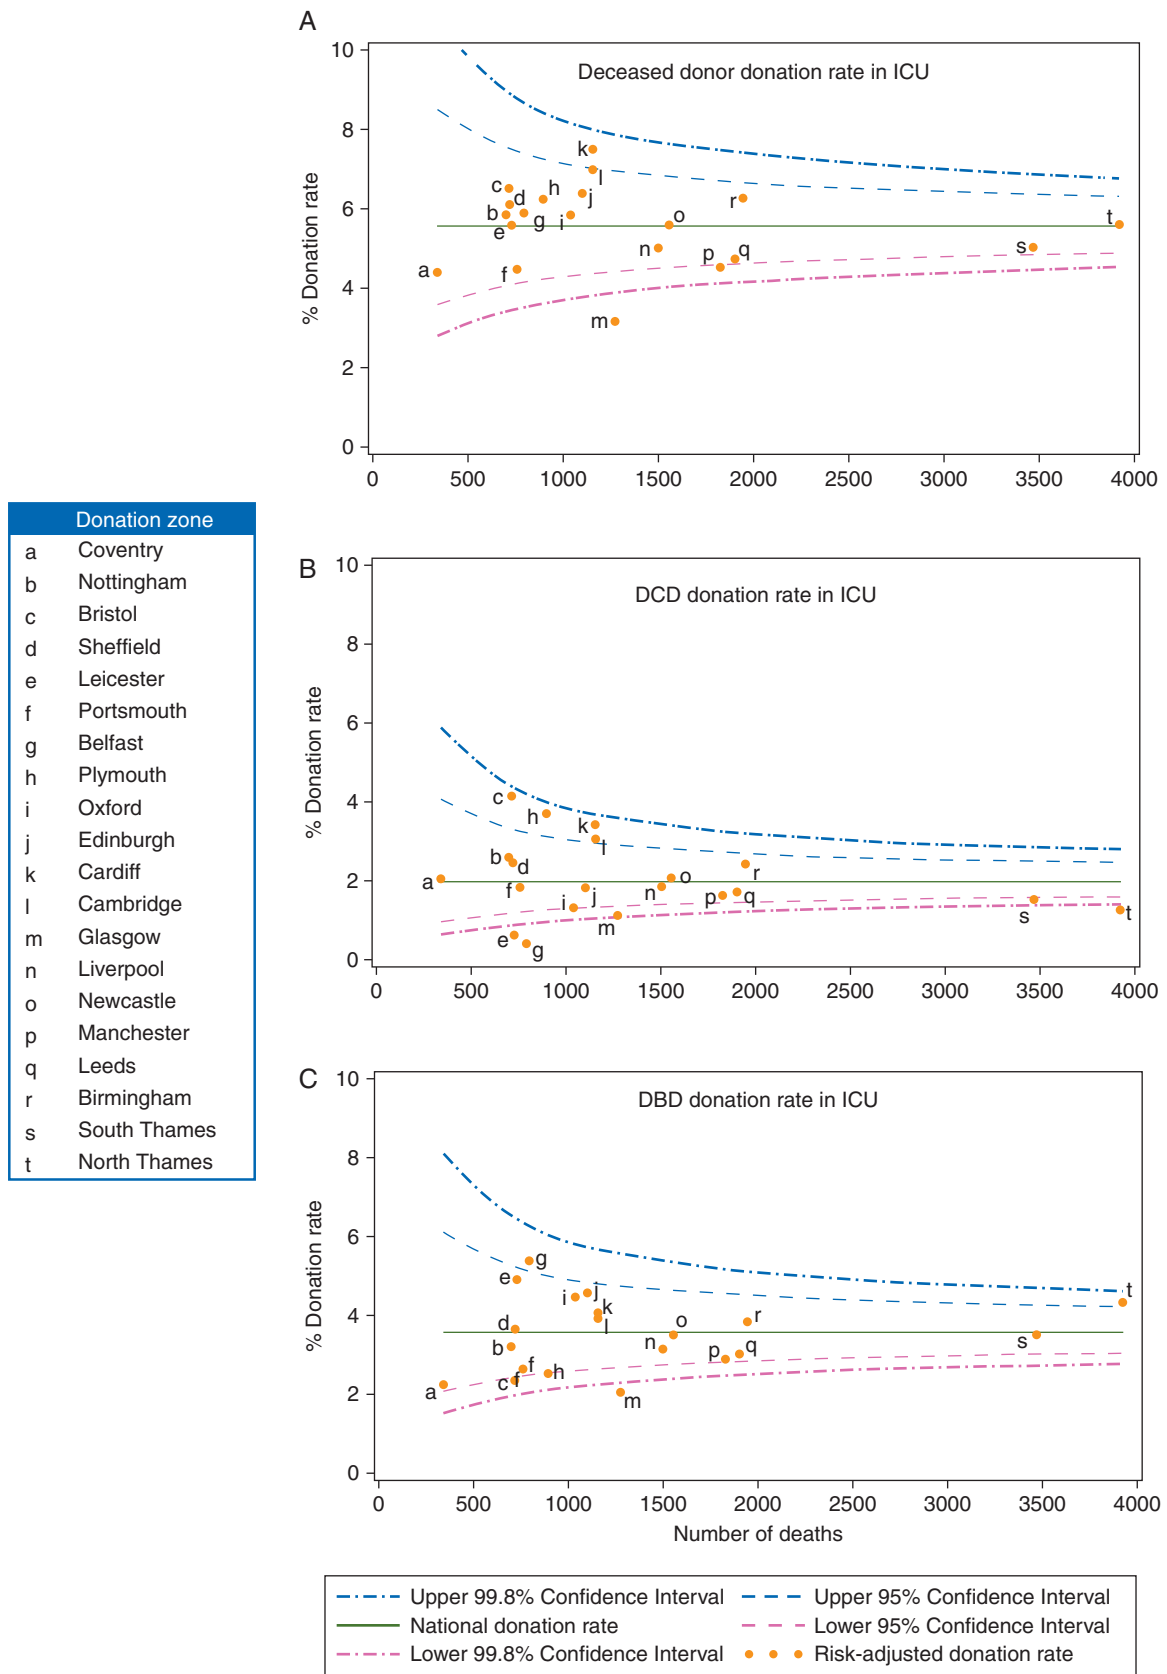 A
Deceased donor donation rate in ICU
% Donation rate
10
8
6
4
2
0
0 500 1000 1500 2000 2500 3000 3500 4000
a b c d e f g h i j k l m n o p q r s t
Donation zone
a Coventry
b Nottingham
c Bristol
d Sheffield
e Leicester
f Portsmouth
g Belfast
h Plymouth
i Oxford
j Edinburgh
k Cardiff
l Cambridge
m Glasgow
n Liverpool
o Newcastle
p Manchester
q Leeds
r Birmingham
s South Thames
t North Thames
B
DCD donation rate in ICU
% Donation rate
10
8
6
4
2
0
0 500 1000 1500 2000 2500 3000 3500 4000
a b c d e f g h i j k l m n o p q r s t
C
DBD donation rate in ICU
% Donation rate
10
8
6
4
2
0
0 500 1000 1500 2000 2500 3000 3500 4000
a b c d e f f g h i j k l m n o p q r s t
Number of deaths
Upper 99.8% Confidence Interval Upper 95% Confidence Interval
National donation rate Lower 95% Confidence Interval
Lower 99.8% Confidence Interval Risk-adjusted donation rate